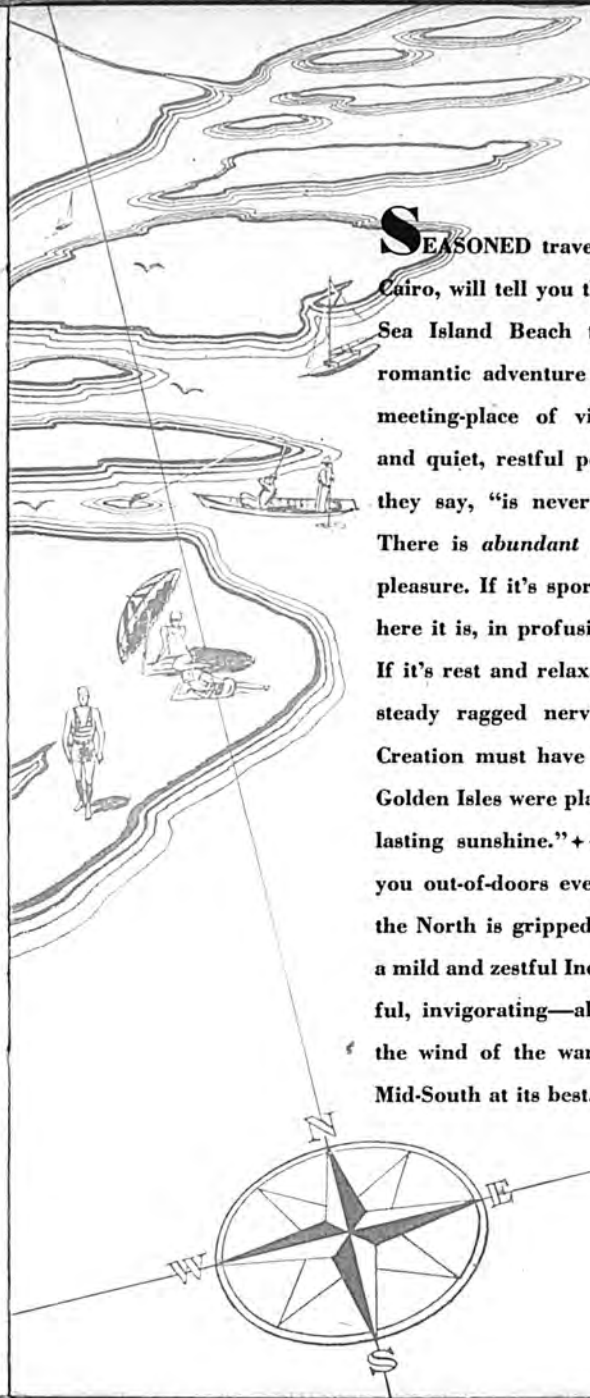 SEASONED trave
Cairo, will tell you t
Sea Island Beach t
romantic adventure
meeting-place of vi
and quiet, restful p
they say, "is never
There is abundant
pleasure. If it's spor
here it is, in profusi
If it's rest and relax
steady ragged nerv
Creation must have
Golden Isles were pla
lasting sunshine."✦
you out-of-doors eve
the North is gripped
a mild and zestful Inc
ful, invigorating—al
the wind of the war
Mid-South at its best.
N
E
W
S